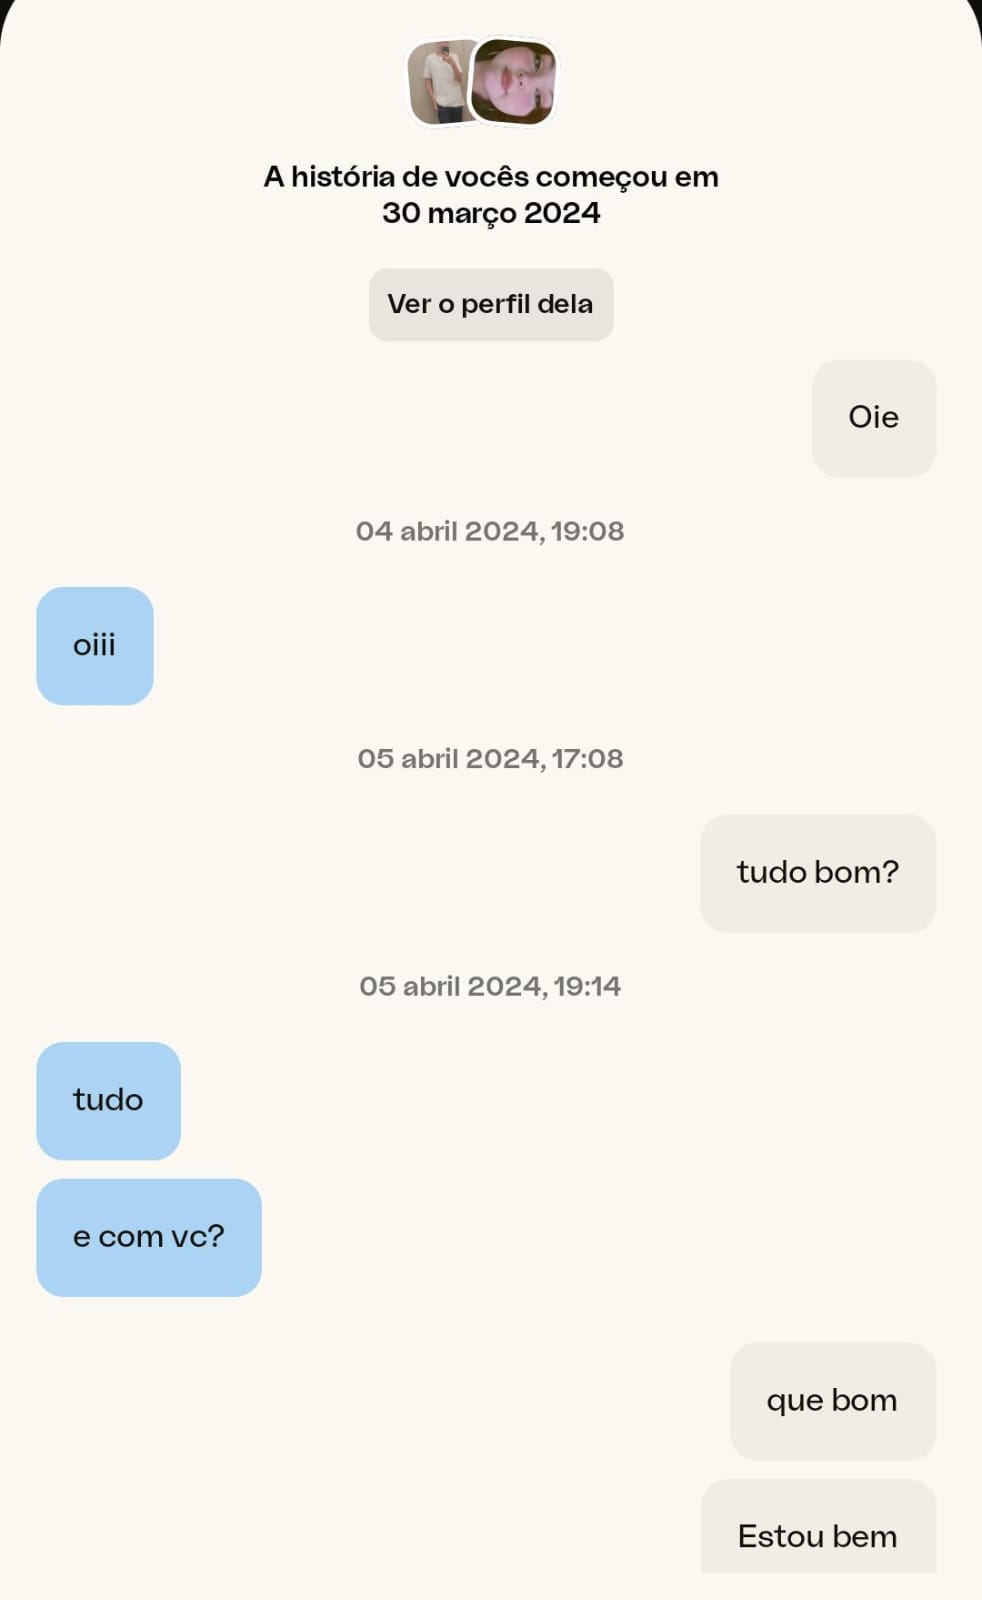 A história de vocês começou em
30 março 2024
Ver o perfil dela
Oie
04 abril 2024, 19:08
oiii
05 abril 2024, 17:08
tudo bom?
05 abril 2024, 19:14
tudo
e com vc?
que bom
Estou bem